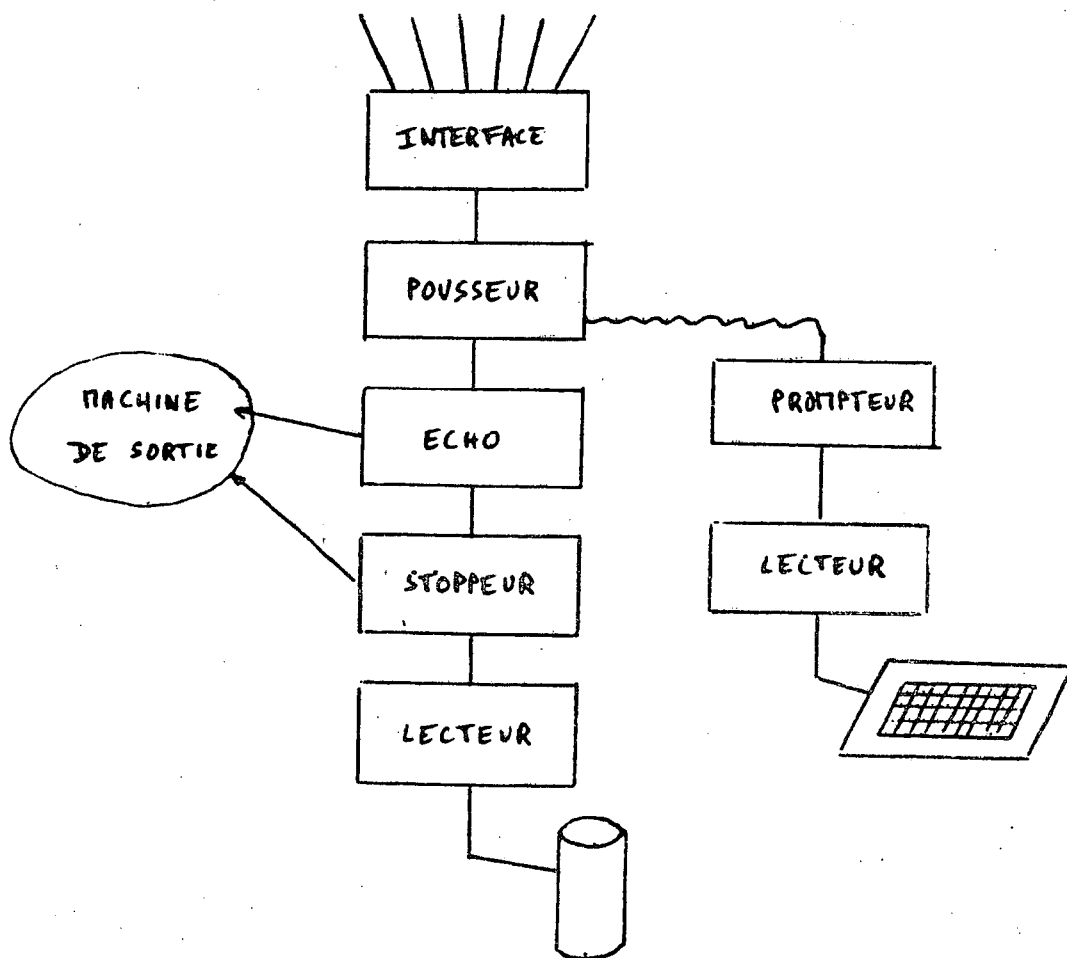 INTERFACE
POUSSEUR
PROMPTEUR
MACHINE
DE SORTIE
ECHO
STOPPEUR
LECTEUR
LECTEUR